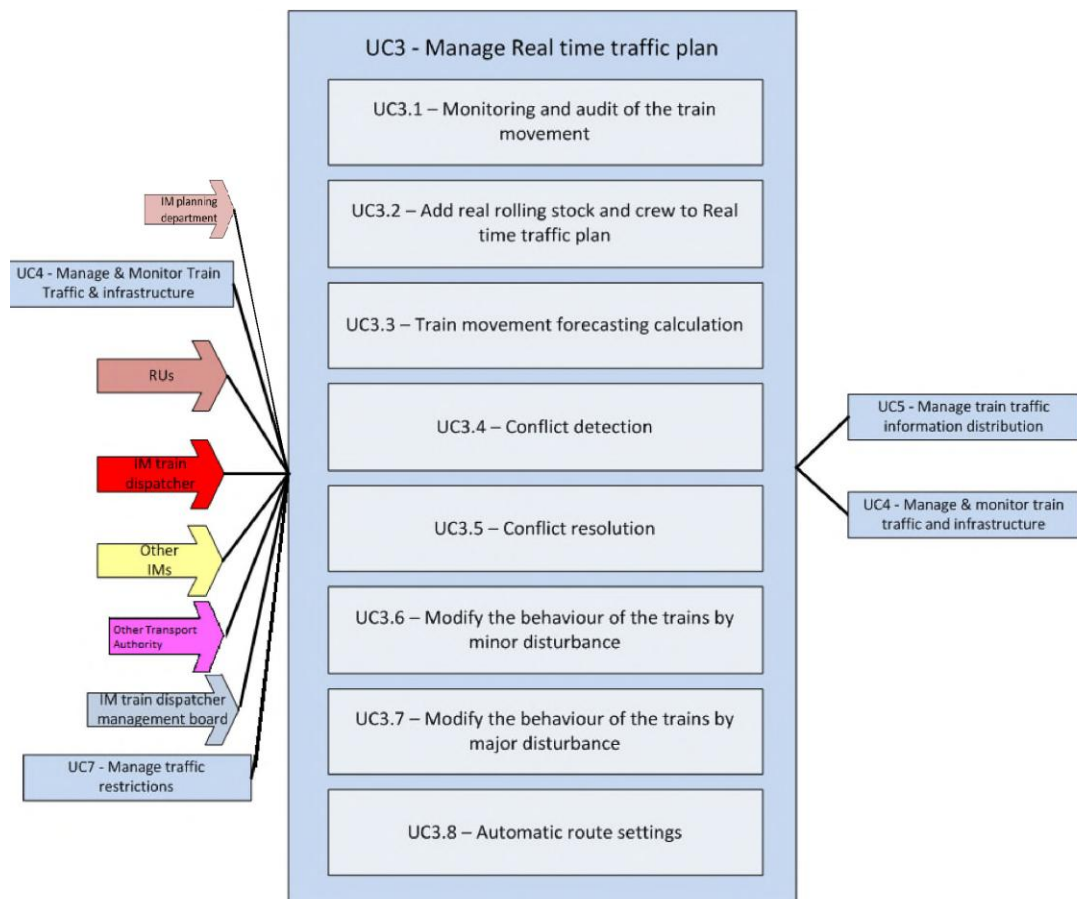 UC3 - Manage Real time traffic plan
UC3.1 – Monitoring and audit of the train
movement
UC3.2 – Add real rolling stock and crew to Real
time traffic plan
UC3.3 – Train movement forecasting calculation
UC3.4 – Conflict detection
UC3.5 – Conflict resolution
UC3.6 – Modify the behaviour of the trains by
minor disturbance
UC3.7 – Modify the behaviour of the trains by
major disturbance
UC3.8 – Automatic route settings
IM planning
department
UC4 - Manage & Monitor Train
Traffic & infrastructure
RUs
IM train
dispatcher
Other
IMs
Other Transport
Authority
IM train dispatcher
management board
UC7 - Manage traffic
restrictions
UC5 - Manage train traffic
information distribution
UC4 - Manage & monitor train
traffic and infrastructure